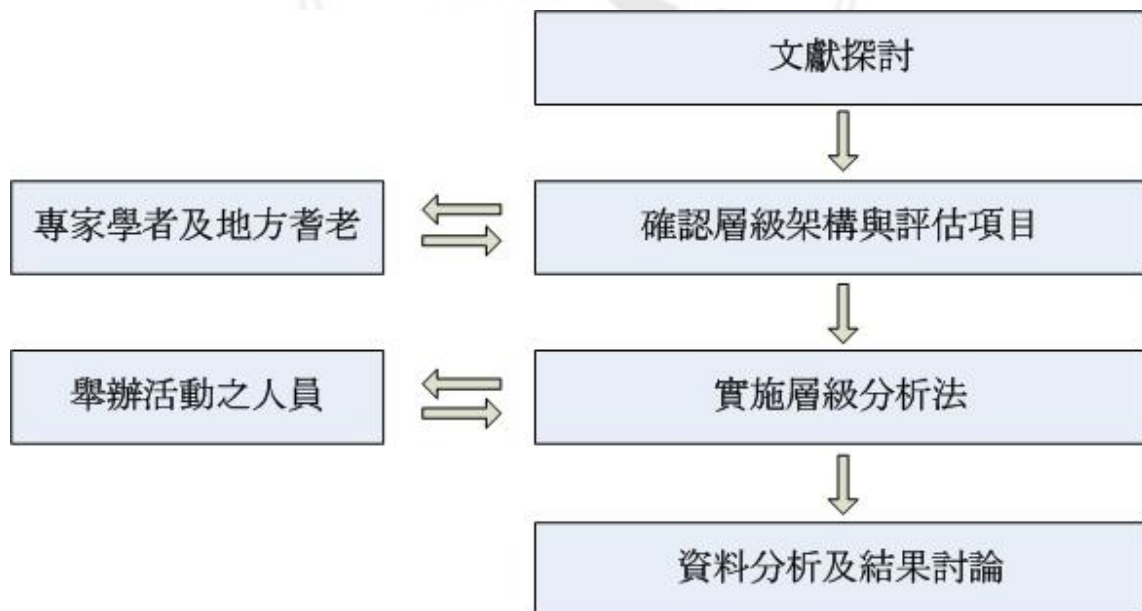 文獻探討
專家學者及地方耆老
確認層級架構與評估項目
舉辦活動之人員
實施層級分析法
資料分析及結果討論